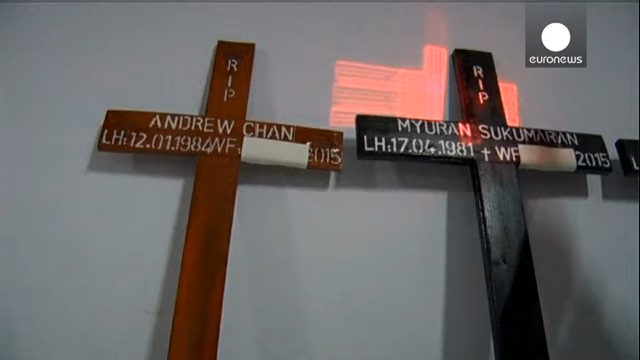 euronews
RIP
ANDREW CHAN
LH:12.01.1984 WF: 2015
RIP
MYURAN SUKUMARAN
LH:17.04.1981 † WF 2015